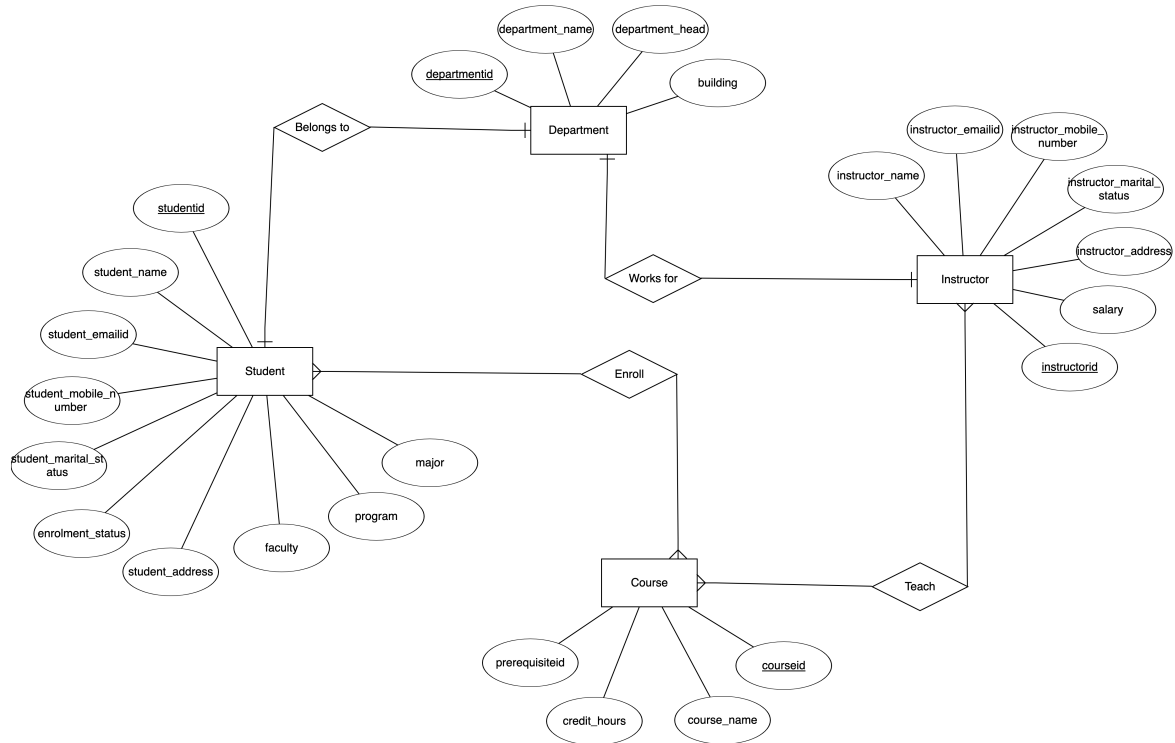 department_name
department_head
departmentid
building
Belongs to
Department
instructor_emailid
instructor_mobile_
number
instructor_name
instructor_marital_
status
studentid
instructor_address
student_name
Works for
Instructor
salary
student_emailid
Student
Enroll
instructorid
student_mobile_n
umber
student_marital_st
atus
major
program
enrolment_status
faculty
student_address
Course
Teach
prerequisiteid
courseid
credit_hours
course_name